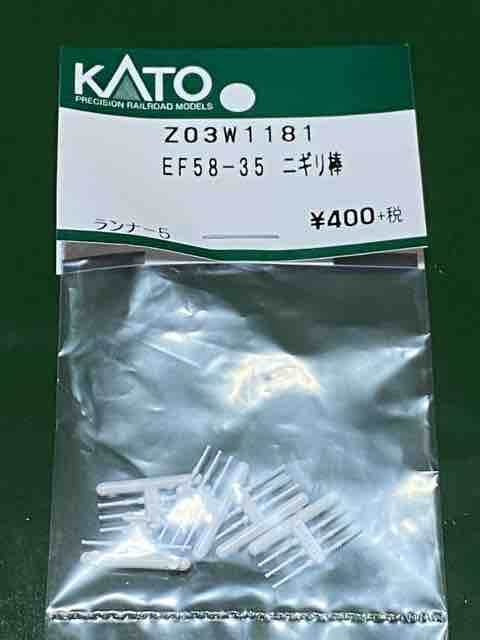 KATO
PRECISION RAILROAD MODELS
Z03W1181
EF58-35 ニギリ棒
ランナー5
¥400+税